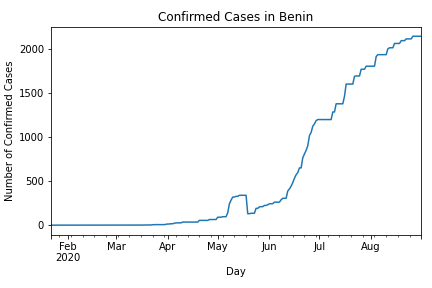 Confirmed Cases in Benin
Number of Confirmed Cases
2000
1500
1000
500
0
Feb Mar Apr May Jun Jul Aug
2020
Day